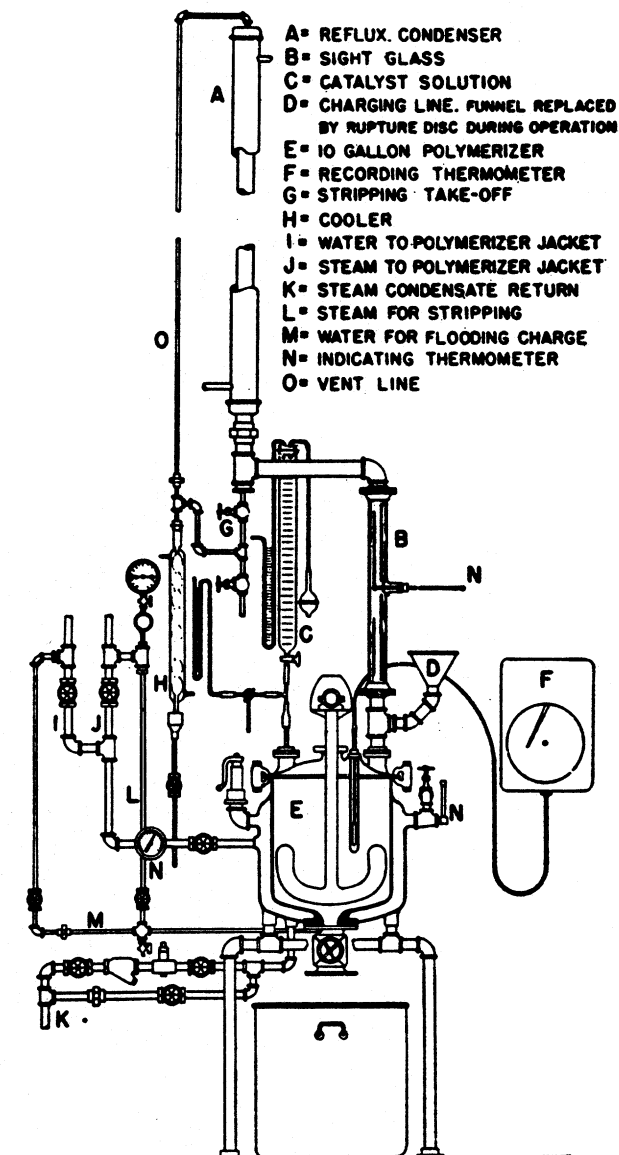 A= REFLUX. CONDENSER
B= SIGHT GLASS
C= CATALYST SOLUTION
D= CHARGING LINE. FUNNEL REPLACED
BY RUPTURE DISC DURING OPERATION
E= 10 GALLON POLYMERIZER
F= RECORDING THERMOMETER
G= STRIPPING TAKE-OFF
H= COOLER
I= WATER TO POLYMERIZER JACKET
J= STEAM TO POLYMERIZER JACKET
K= STEAM CONDENSATE RETURN
L= STEAM FOR STRIPPING
M= WATER FOR FLOODING CHARGE
N= INDICATING THERMOMETER
O= VENT LINE
A
O
G
B
N
C
D
F
H
I
J
L
E
N
N
M
K